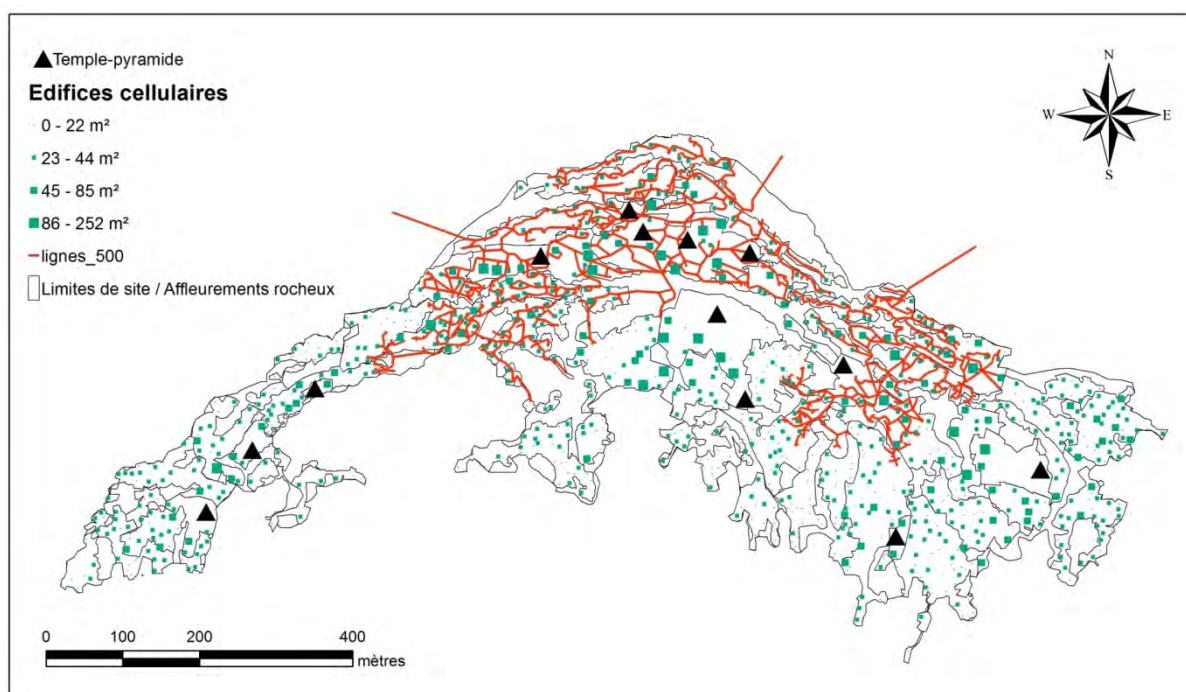 Temple-pyramide
Edifices cellulaires
0 - 22 m²
23 - 44 m²
45 - 85 m²
86 - 252 m²
lignes_500
Limites de site / Affleurements rocheux
N
W E
S
0 100 200 400
mètres